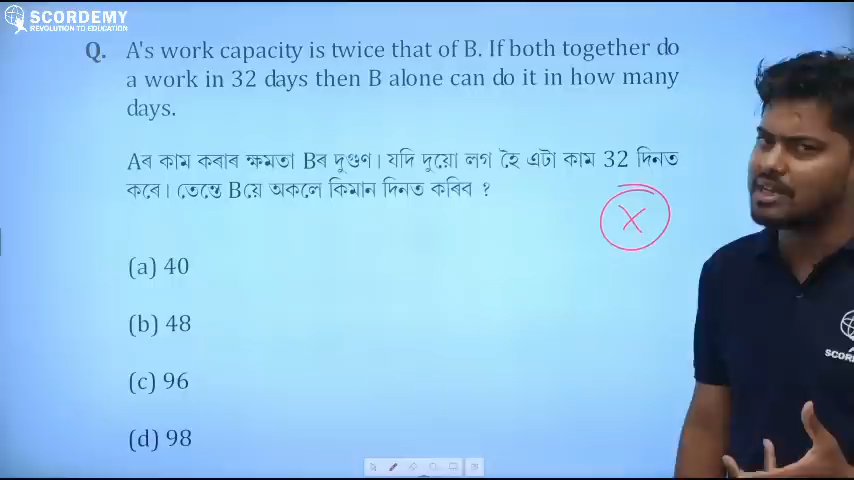 SCORDEMY
REVOLUTION TO EDUCATION
Q. A's work capacity is twice that of B. If both together do
a work in 32 days then B alone can do it in how many
days.
Aৰ কাম কৰাৰ ক্ষমতা Bৰ দুগুণ। যদি দুয়ো লগ হৈ এটা কাম 32 দিনত
কৰে। তেন্তে Bয়ে অকলে কিমান দিনত কৰিব ?
X
(a) 40
(b) 48
(c) 96
(d) 98
SCORDE